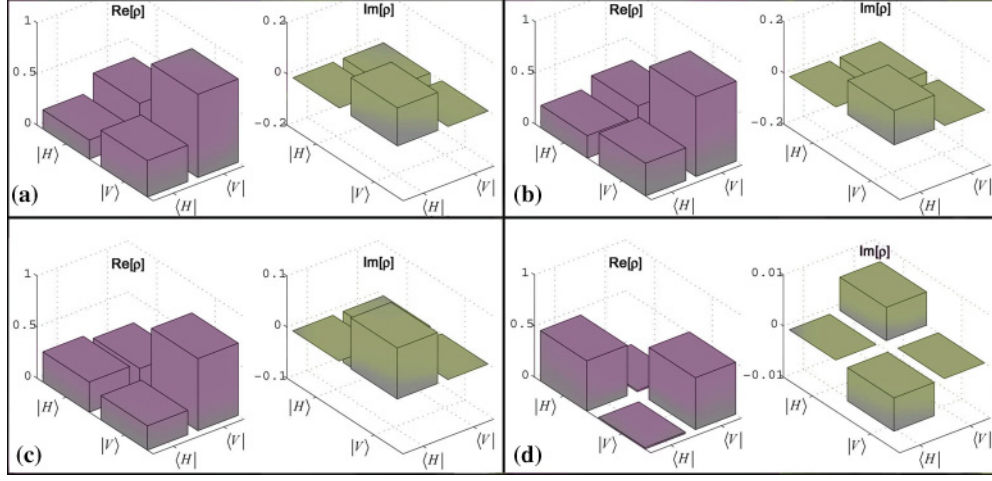 Re[ρ] Im[ρ]
1 0.2
0.5 0
0 -0.2
|H⟩ |H⟩
|V⟩ ⟨V| |V⟩ ⟨V|
(a) ⟨H| ⟨H|
Re[ρ] Im[ρ]
1 0.2
0.5 0
0 -0.2
|H⟩ |H⟩
|V⟩ ⟨V| |V⟩ ⟨V|
(b) ⟨H| ⟨H|
Re[ρ] Im[ρ]
1 0.1
0.5 0
0 -0.1
|H⟩ |H⟩
|V⟩ ⟨V| |V⟩ ⟨V|
(c) ⟨H| ⟨H|
Re[ρ] Im[ρ]
1 0.01
0.5 0
0 -0.01
|H⟩ |H⟩
|V⟩ ⟨V| |V⟩ ⟨V|
(d) ⟨H| ⟨H|